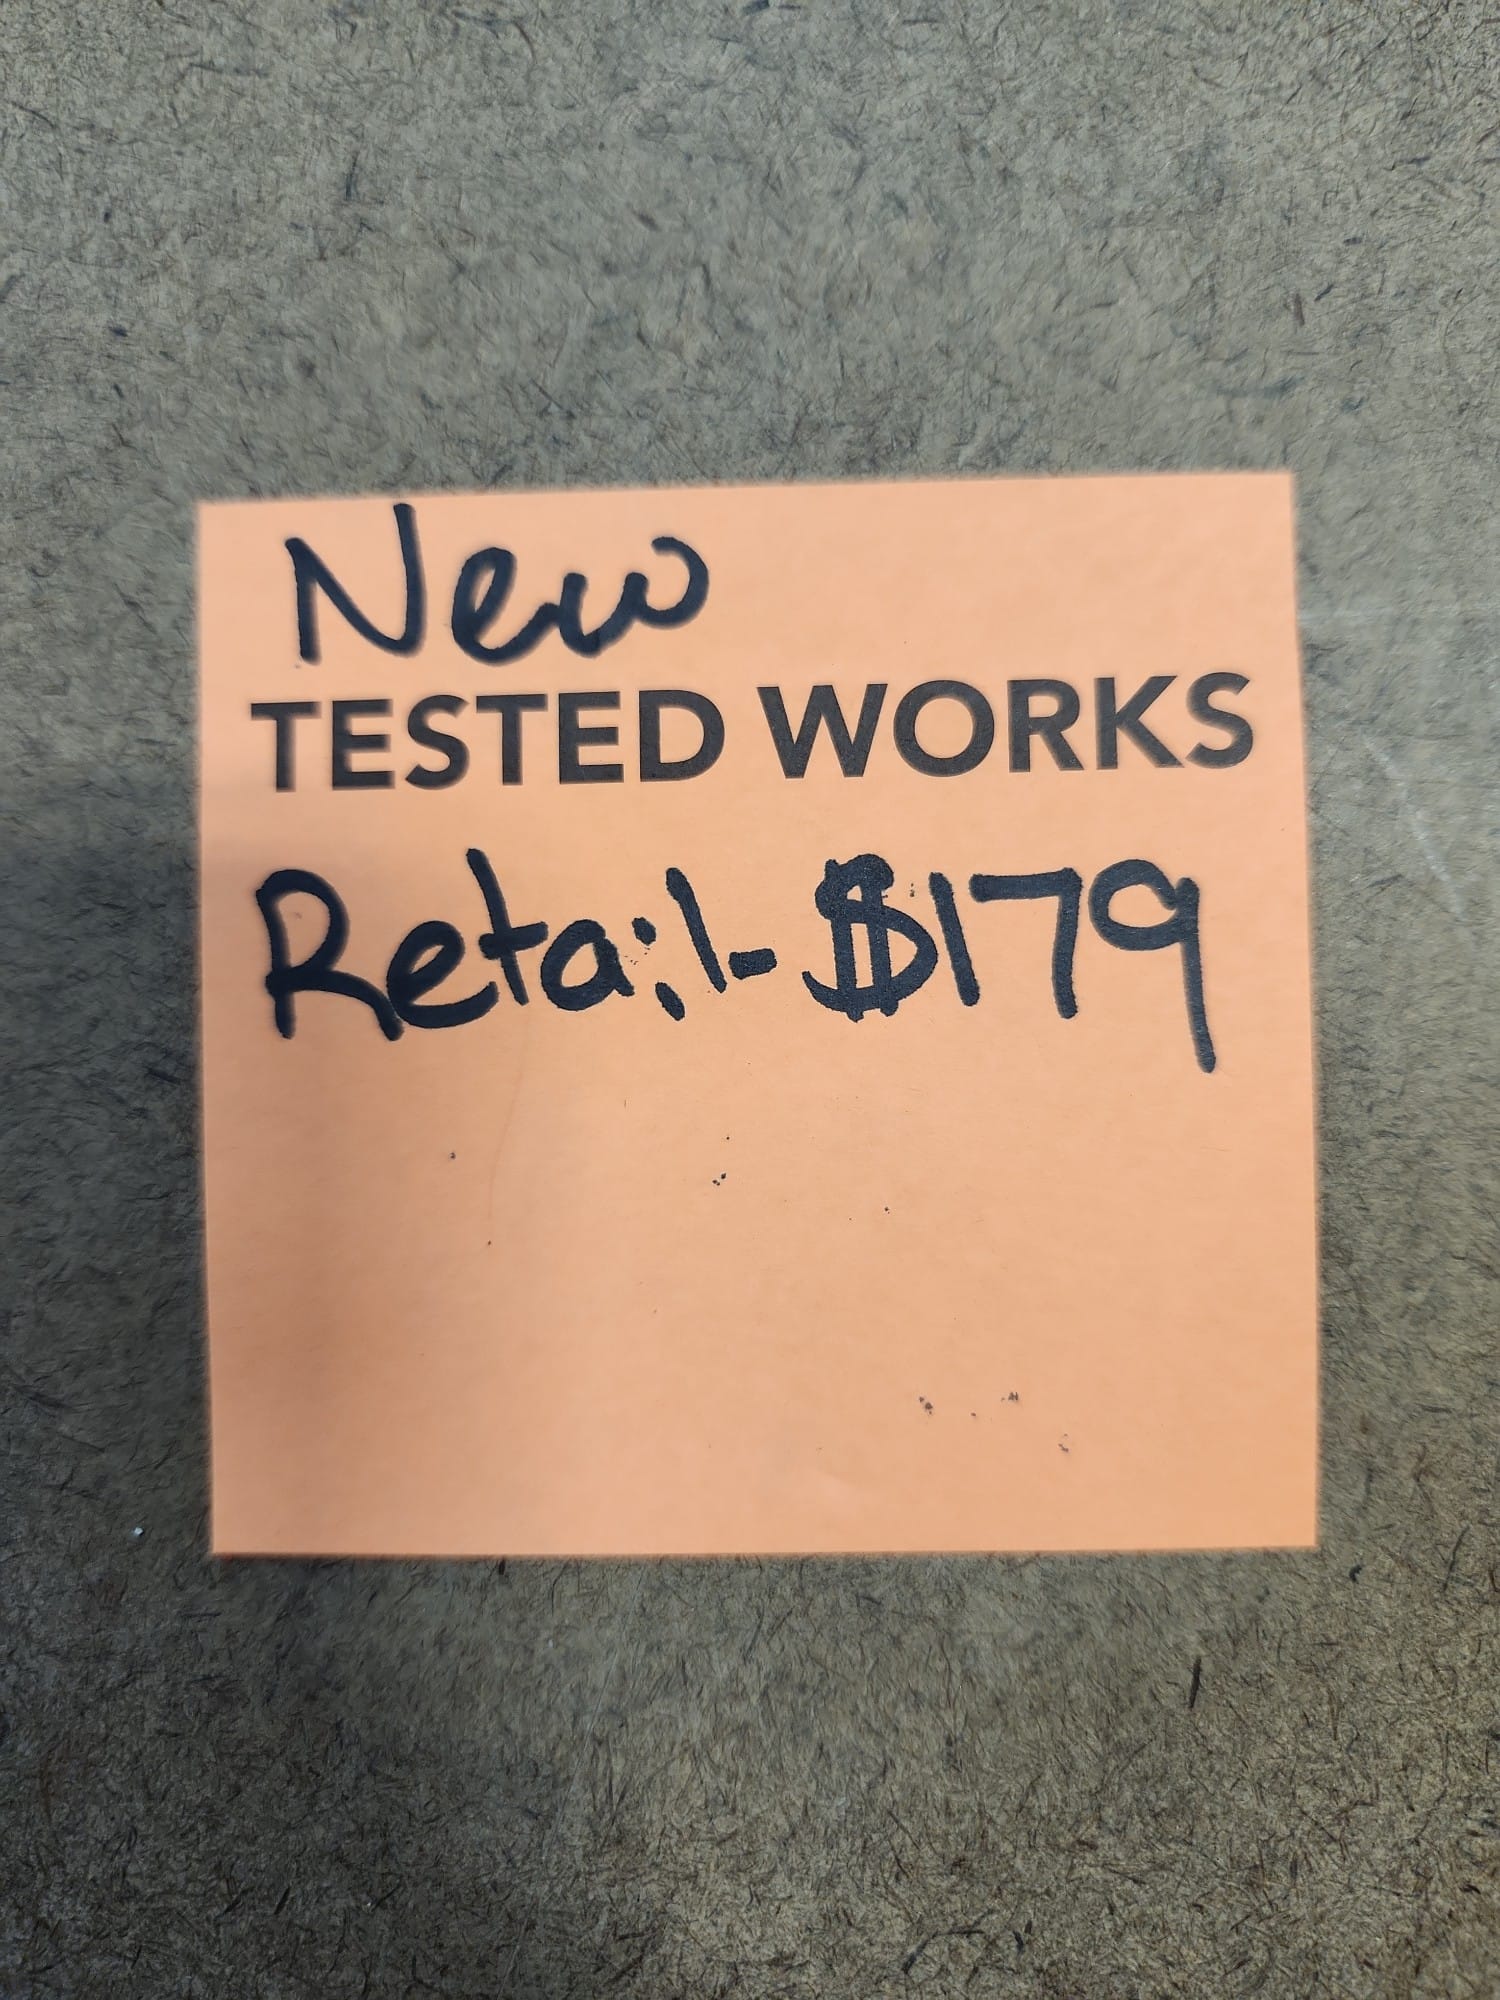 New
TESTED WORKS
Retail- $179